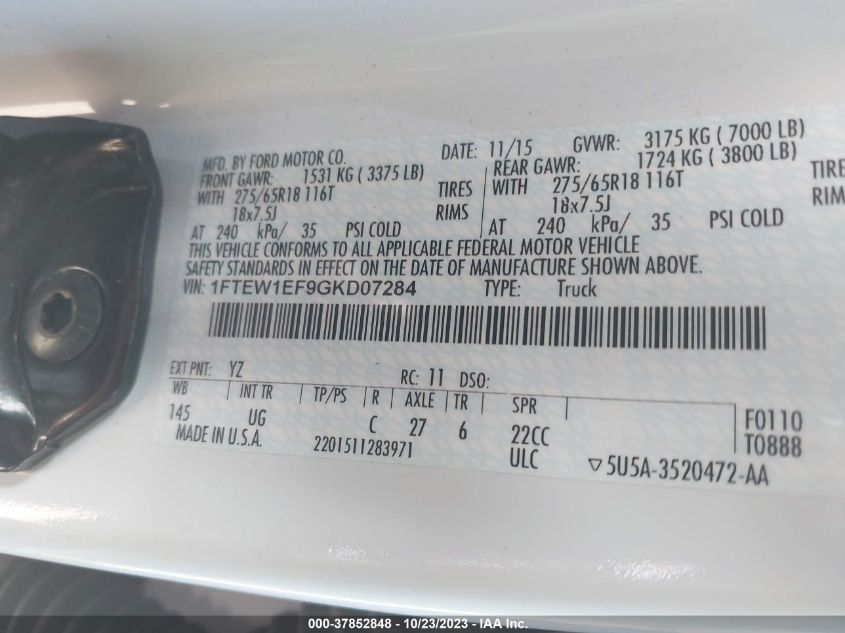 MFD. BY FORD MOTOR CO. DATE: 11/15 GVWR: 3175 KG ( 7000 LB)
FRONT GAWR: 1531 KG ( 3375 LB) REAR GAWR: 1724 KG ( 3800 LB)
WITH 275/65R18 116T TIRES WITH 275/65R18 116T TIRE
18x7.5J RIMS 18x7.5J RIM
AT 240 kPa/ 35 PSI COLD AT 240 kPa/ 35 PSI COLD
THIS VEHICLE CONFORMS TO ALL APPLICABLE FEDERAL MOTOR VEHICLE
SAFETY STANDARDS IN EFFECT ON THE DATE OF MANUFACTURE SHOWN ABOVE.
VIN: 1FTEW1EF9GKD07284 TYPE: Truck
EXT PNT: YZ RC: 11 DSO:
WB INT TR TP/PS R AXLE TR SPR
145 UG C 27 6 22CC F0110
MADE IN U.S.A. 2201511283971 ULC T0888
▽5U5A-3520472-AA
000-37852848 - 10/23/2023 - IAA Inc.